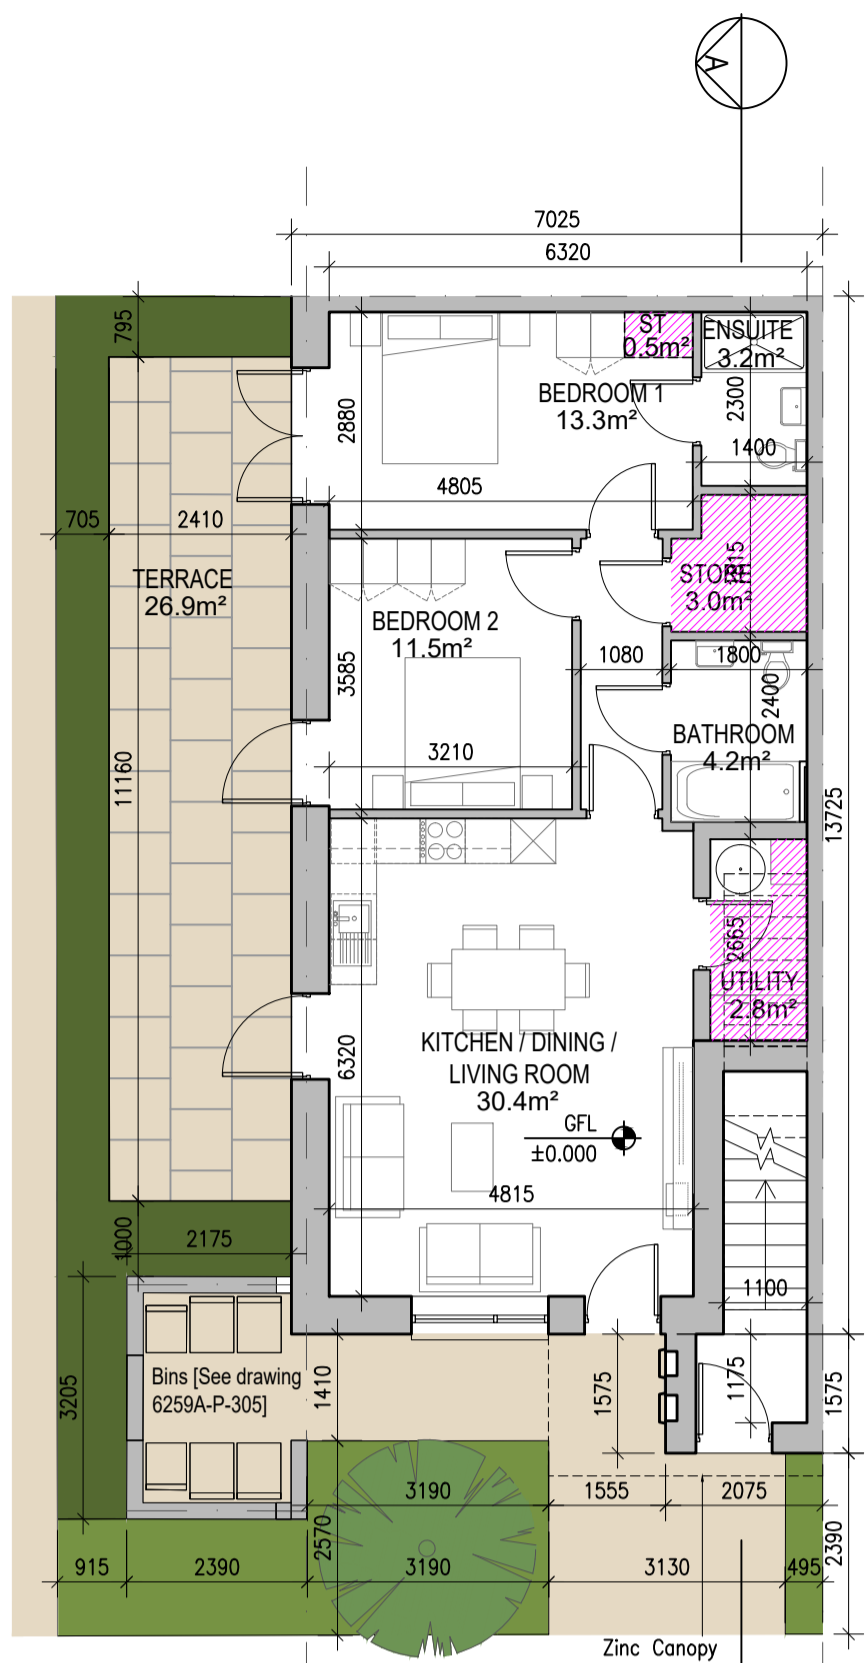 A
7025
6320
795
ST
0.5m²
ENSUITE
3.2m²
BEDROOM 1
13.3m²
2300
2880
1400
4805
705
2410
TERRACE
26.9m²
STORE
3.0m²
BEDROOM 2
11.5m²
1080
1800
3585
2400
3210
BATHROOM
4.2m²
11160
13725
2665
UTILITY
2.8m²
KITCHEN / DINING /
LIVING ROOM
30.4m²
6320
GFL
±0.000
4815
1000
2175
1100
Bins [See drawing
6259A-P-305]
3205
1410
1575
1175
1575
3190
1555
2075
2570
2390
915
2390
3190
3130
495
Zinc Canopy